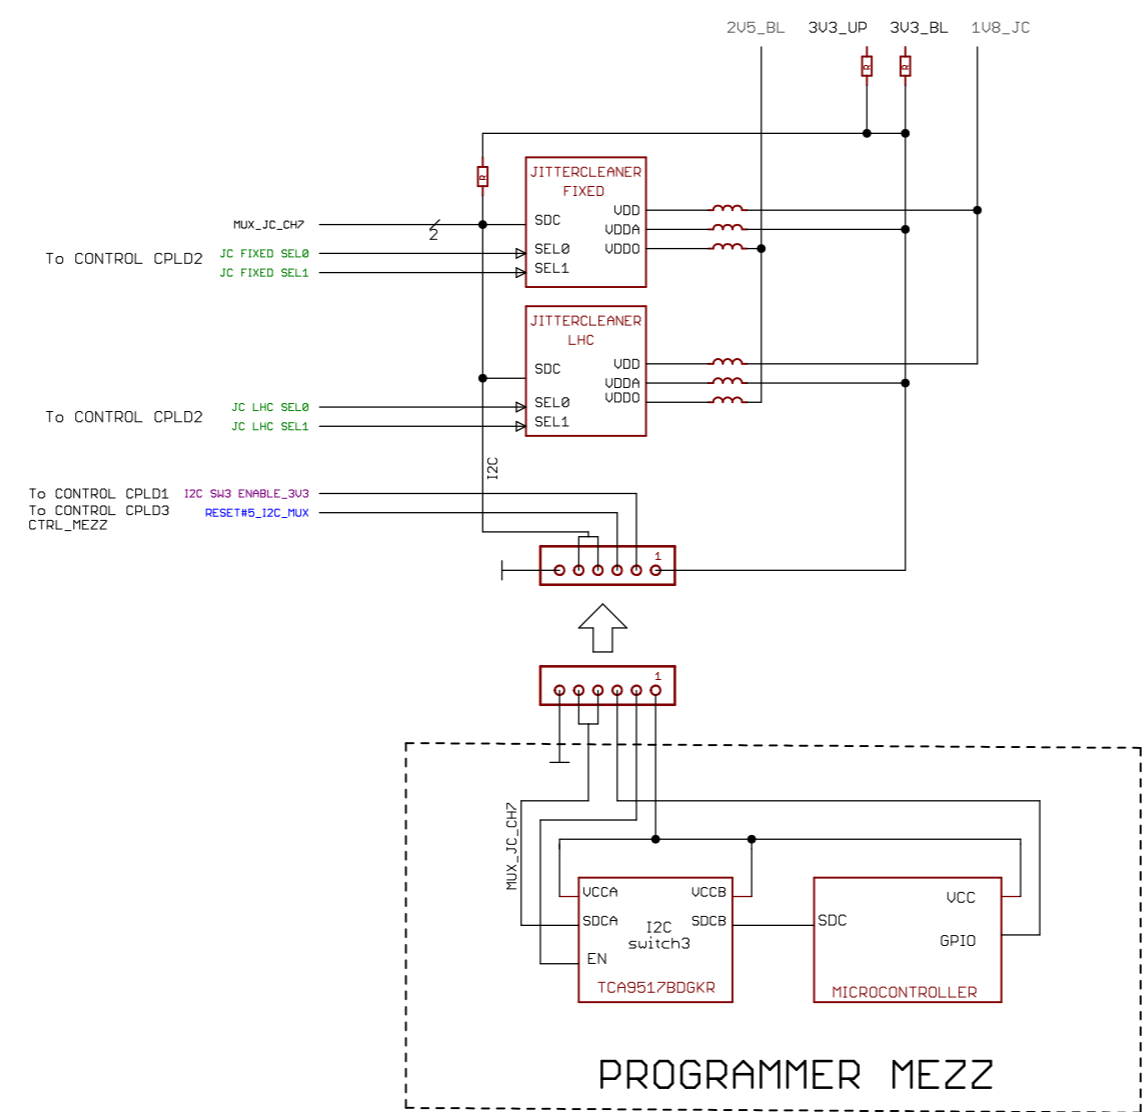 2V5_BL 3V3_UP 3V3_BL 1V8_JC
R R
R
JITTERCLEANER
FIXED
MUX_JC_CH7
2
SDC
VDD
VDDA
To CONTROL CPLD2 JC FIXED SEL0
SEL0
VDDO
JC FIXED SEL1
SEL1
JITTERCLEANER
LHC
SDC
VDD
VDDA
VDDO
To CONTROL CPLD2 JC LHC SEL0
SEL0
JC LHC SEL1
SEL1
I2C
To CONTROL CPLD1 I2C SW3 ENABLE_3V3
To CONTROL CPLD3 RESET#5_I2C_MUX
CTRL_MEZZ
1
1
MUX_JC_CH7
VCCA VCCB
VCC
SDCA SDCB
I2C
switch3
SDC
GPIO
EN
TCA9517BDGKR
MICROCONTROLLER
PROGRAMMER MEZZ